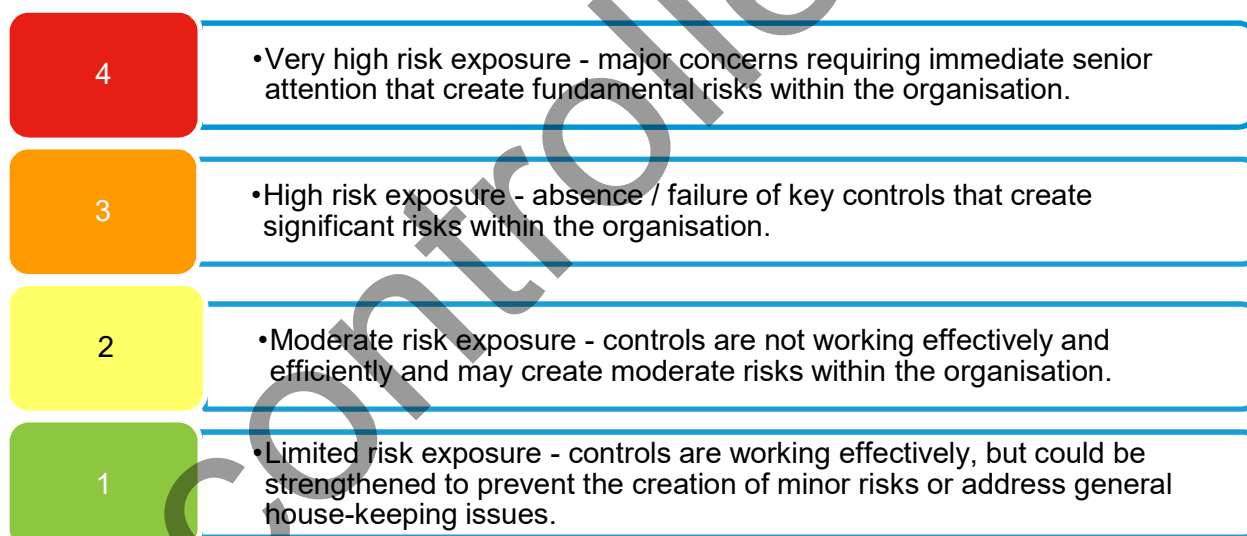 4
•Very high risk exposure - major concerns requiring immediate senior
attention that create fundamental risks within the organisation.
3
•High risk exposure - absence / failure of key controls that create
significant risks within the organisation.
2
•Moderate risk exposure - controls are not working effectively and
efficiently and may create moderate risks within the organisation.
1
•Limited risk exposure - controls are working effectively, but could be
strengthened to prevent the creation of minor risks or address general
house-keeping issues.
controlle